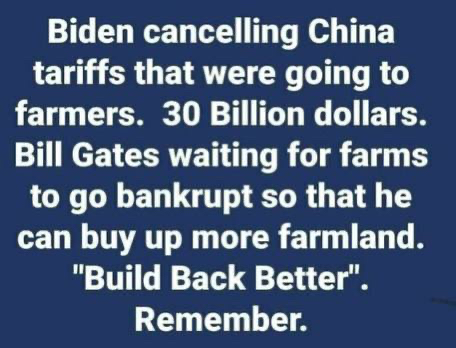 Biden cancelling China
tariffs that were going to
farmers.  30 Billion dollars.
Bill Gates waiting for farms
to go bankrupt so that he
can buy up more farmland.
"Build Back Better".
Remember.